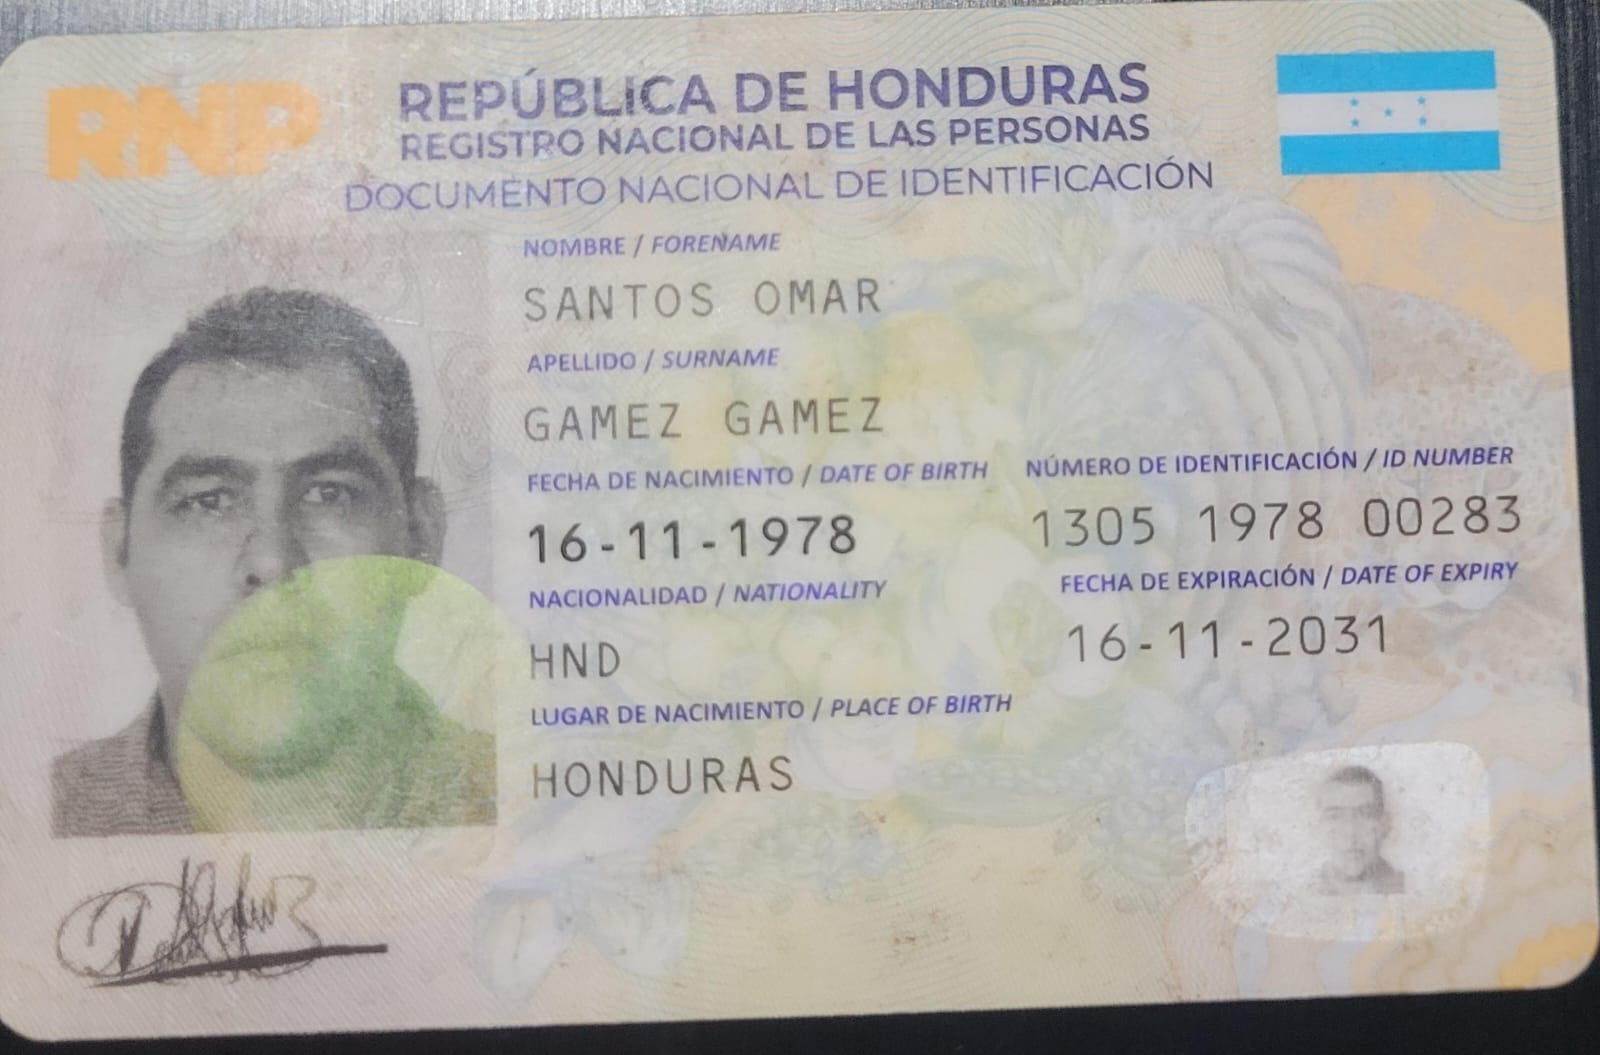 RNP
REPÚBLICA DE HONDURAS
REGISTRO NACIONAL DE LAS PERSONAS
DOCUMENTO NACIONAL DE IDENTIFICACIÓN
NOMBRE / FORENAME
SANTOS OMAR
APELLIDO / SURNAME
GAMEZ GAMEZ
FECHA DE NACIMIENTO / DATE OF BIRTH
16-11-1978
NÚMERO DE IDENTIFICACIÓN / ID NUMBER
1305 1978 00283
NACIONALIDAD / NATIONALITY
HND
FECHA DE EXPIRACIÓN / DATE OF EXPIRY
16-11-2031
LUGAR DE NACIMIENTO / PLACE OF BIRTH
HONDURAS